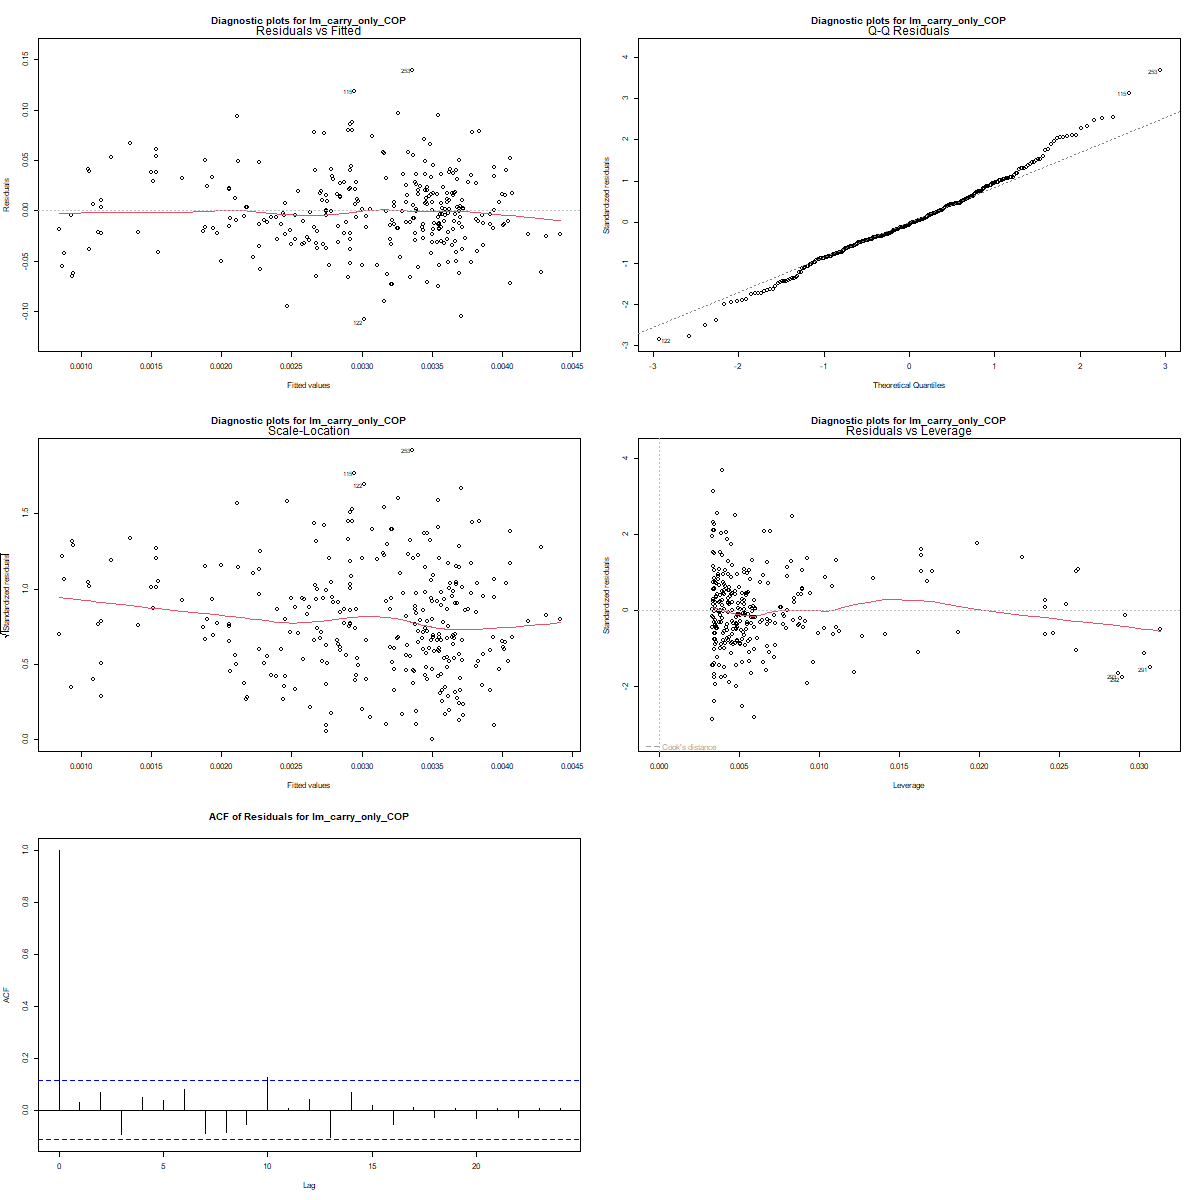 Diagnostic plots for lm_carry_only_COP
Residuals vs Fitted
Residuals
0.15
0.10
0.05
0.00
-0.05
-0.10
253
115
122
0.0010 0.0015 0.0020 0.0025 0.0030 0.0035 0.0040 0.0045
Fitted values
Diagnostic plots for lm_carry_only_COP
Q-Q Residuals
Standardized residuals
4
3
2
1
0
-1
-2
-3
253
115
122
-3 -2 -1 0 1 2 3
Theoretical Quantiles
Diagnostic plots for lm_carry_only_COP
Scale-Location
√|Standardized residuals|
1.5
1.0
0.5
0.0
253
115
122
0.0010 0.0015 0.0020 0.0025 0.0030 0.0035 0.0040 0.0045
Fitted values
Diagnostic plots for lm_carry_only_COP
Residuals vs Leverage
Standardized residuals
4
2
0
-2
291
292
Cook's distance
0.000 0.005 0.010 0.015 0.020 0.025 0.030
Leverage
ACF of Residuals for lm_carry_only_COP
ACF
1.0
0.8
0.6
0.4
0.2
0.0
0 5 10 15 20
Lag